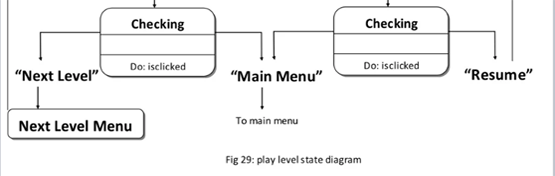 Checking
Checking
Do: isclicked
Do: isclicked
"Next Level"
"Main Menu"
"Resume"
Next Level Menu
To main menu
Fig 29: play level state diagram